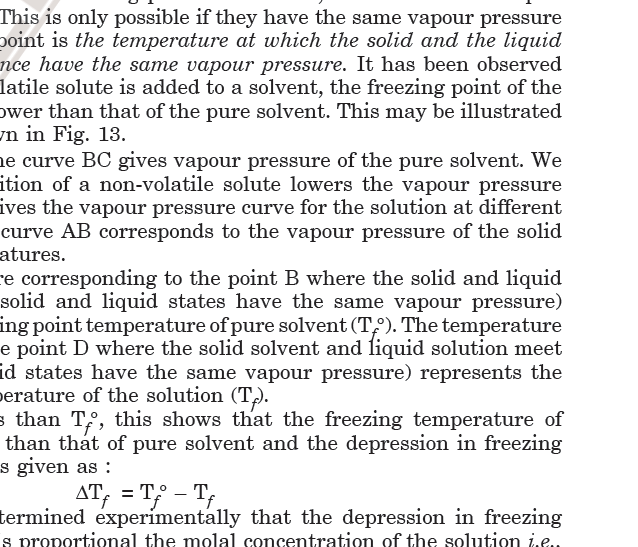 This is only possible if they have the same vapour pressure
point is the temperature at which the solid and the liquid
nce have the same vapour pressure. It has been observed
latile solute is added to a solvent, the freezing point of the
ower than that of the pure solvent. This may be illustrated
vn in Fig. 13.
ne curve BC gives vapour pressure of the pure solvent. We
ition of a non-volatile solute lowers the vapour pressure
ives the vapour pressure curve for the solution at different
curve AB corresponds to the vapour pressure of the solid
atures.
re corresponding to the point B where the solid and liquid
solid and liquid states have the same vapour pressure)
ing point temperature of pure solvent (T_f°). The temperature
e point D where the solid solvent and liquid solution meet
id states have the same vapour pressure) represents the
perature of the solution (T_f).
s than T_f°, this shows that the freezing temperature of
than that of pure solvent and the depression in freezing
s given as :
ΔT_f = T_f° – T_f
termined experimentally that the depression in freezing
s proportional the molal concentration of the solution i.e.,